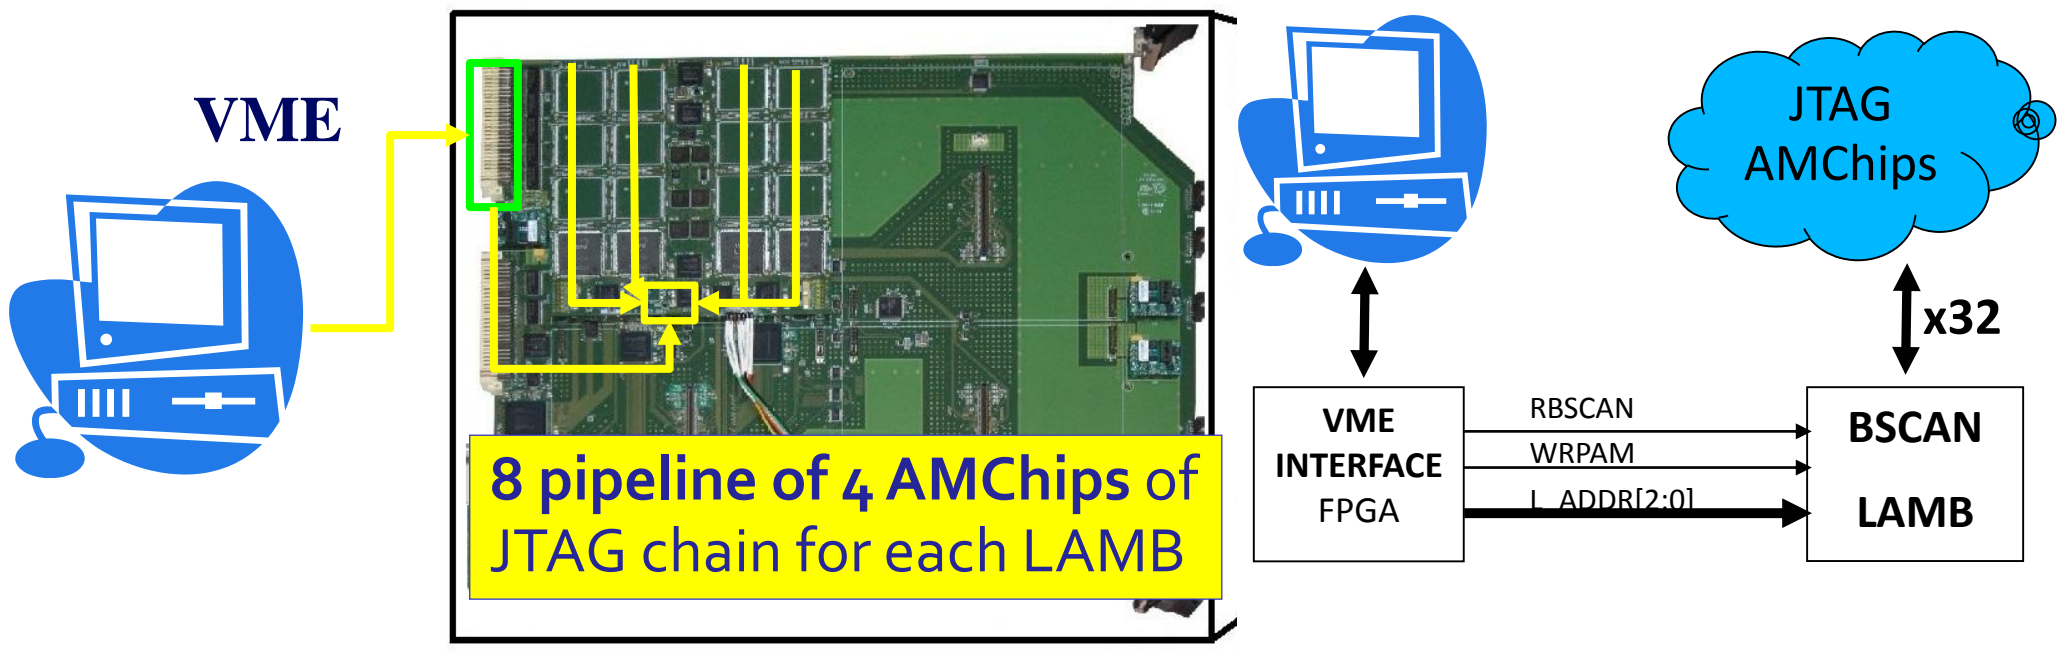 VME
8 pipeline of 4 AMChips of
JTAG chain for each LAMB
JTAG
AMChips
x32
VME
INTERFACE
FPGA
RBSCAN
WRPAM
L_ADDR[2:0]
BSCAN
LAMB